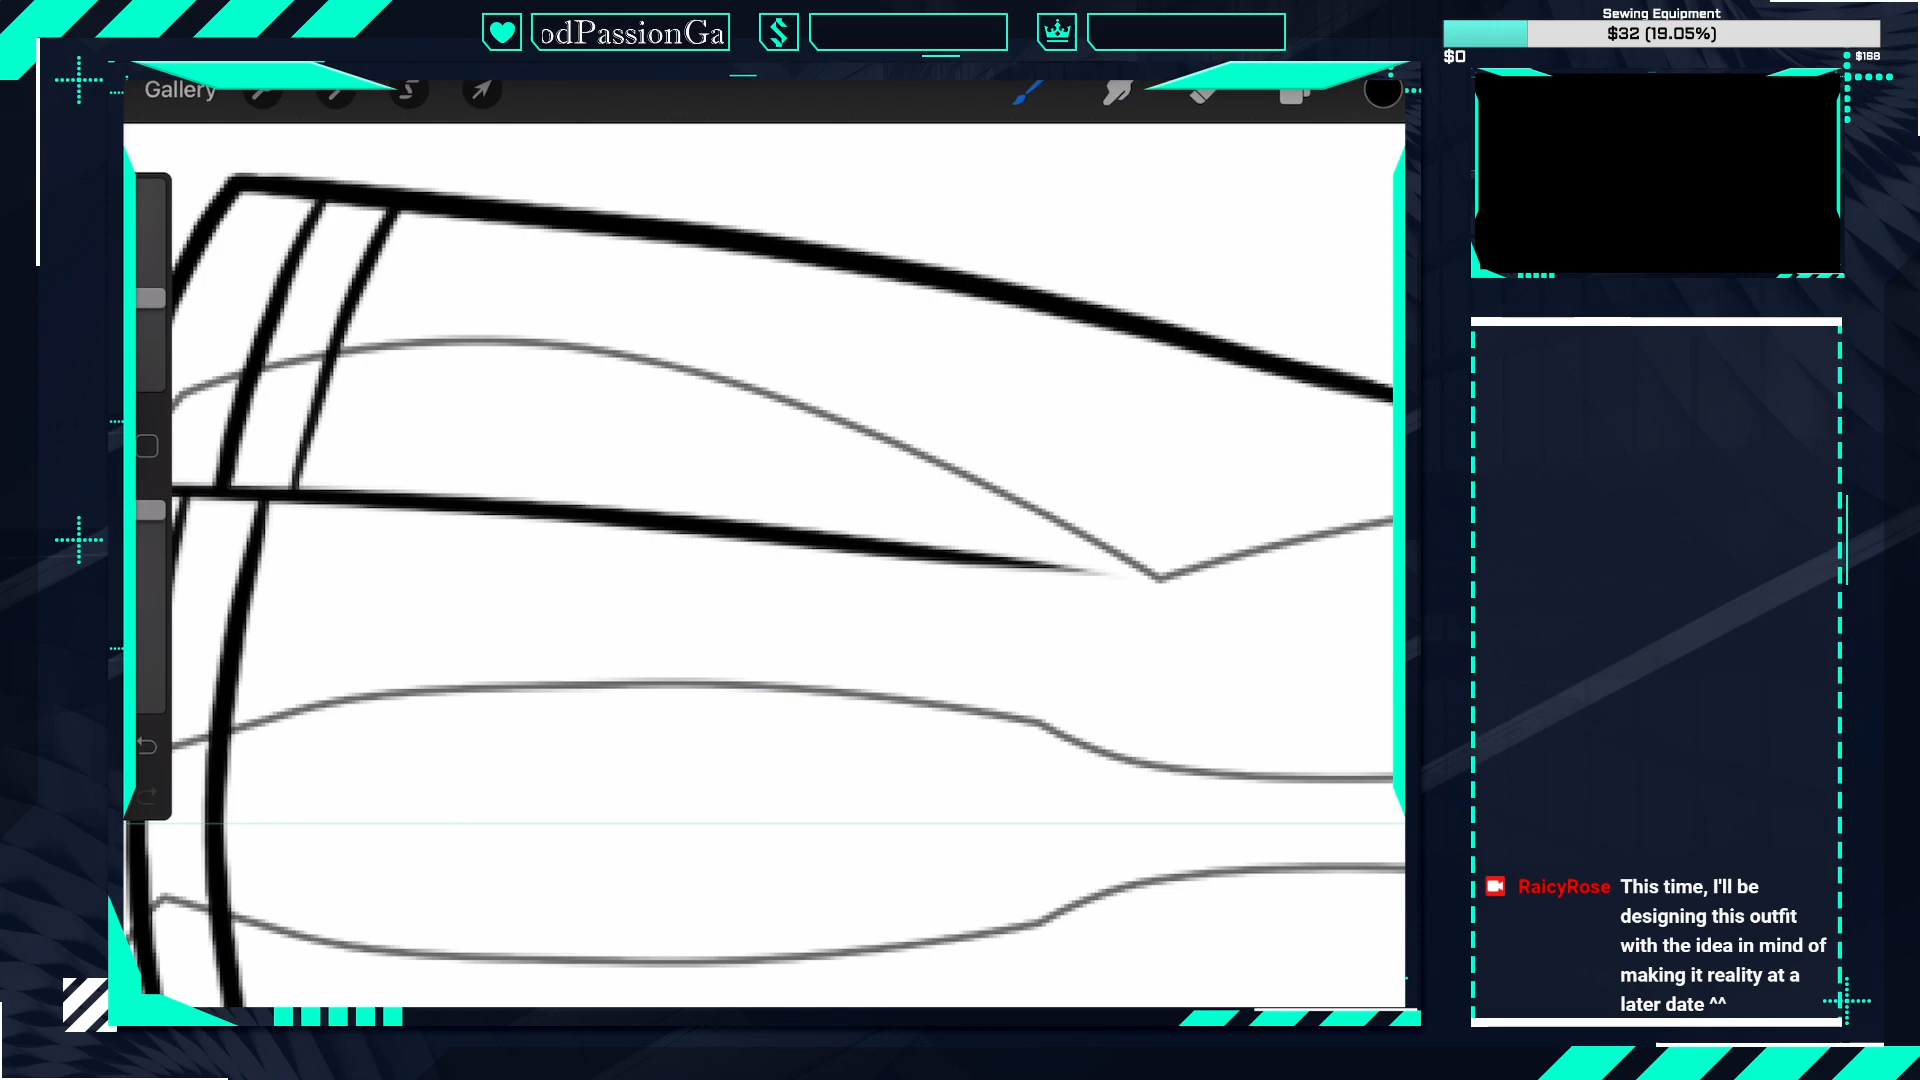 odPassionGa
Sewing Equipment
$32 (19.05%)
$0
$168
Gallery
RaicyRose This time, I'll be
designing this outfit
with the idea in mind of
making it reality at a
later date ^^